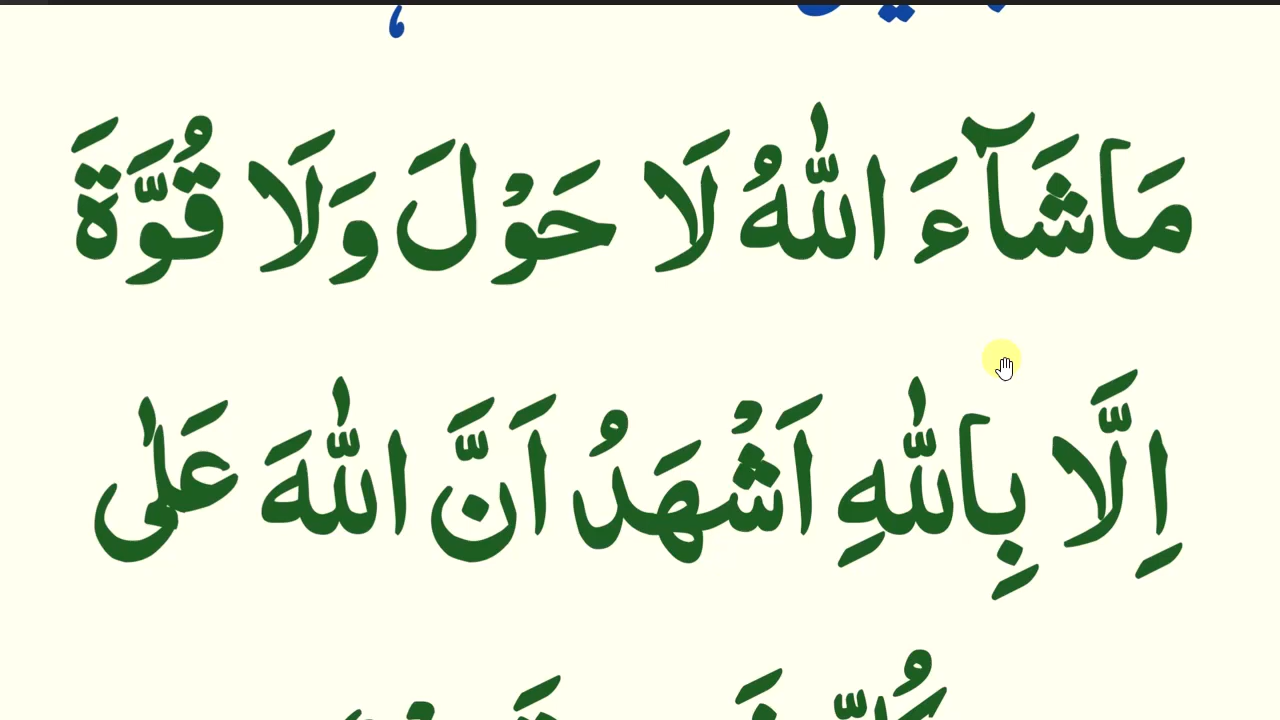 مَاشَآءَ اللّٰهُ لَا حَوْلَ وَلَا قُوَّةَ
اِلَّا بِاللّٰهِ اَشْهَدُ اَنَّ اللّٰهَ عَلٰى